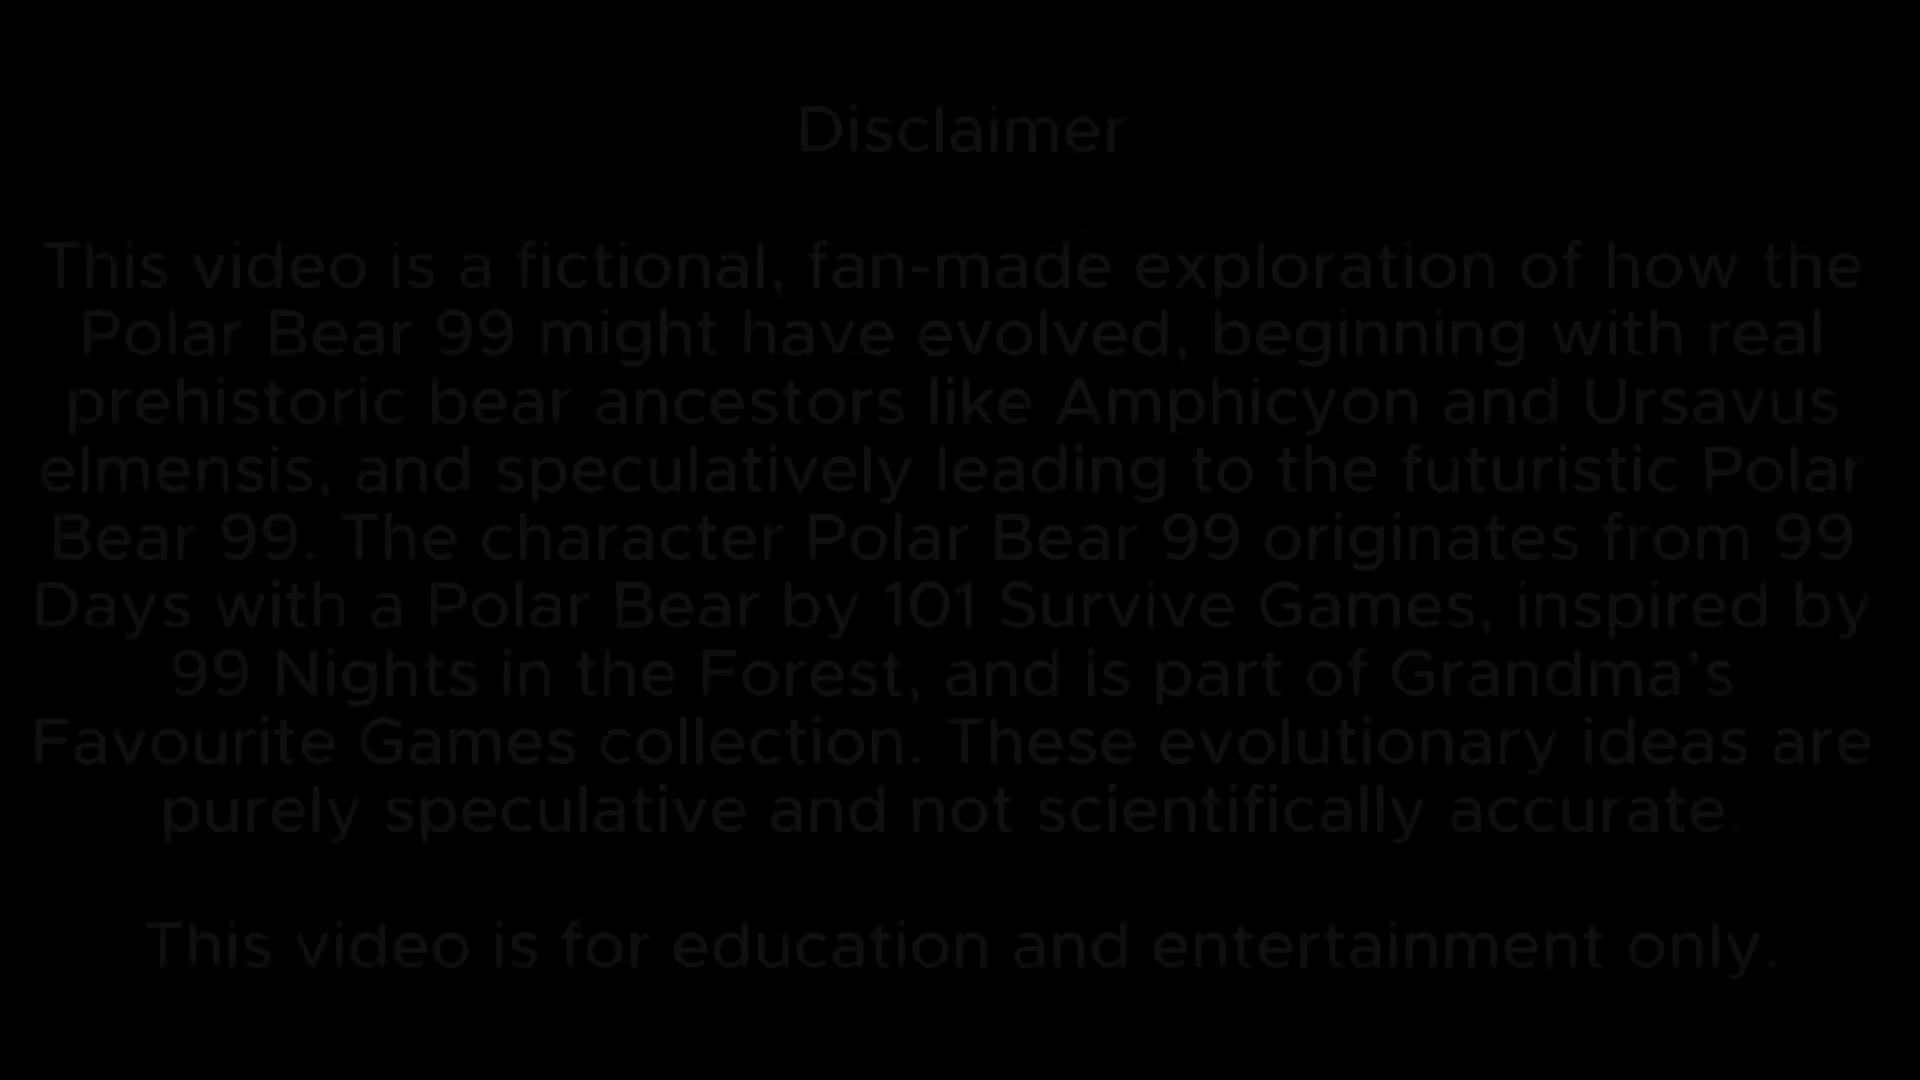 Disclaimer
This video is a fictional, fan-made exploration of how the
Polar Bear 99 might have evolved, beginning with real
prehistoric bear ancestors like Amphicyon and Ursavus
elmensis, and speculatively leading to the futuristic Polar
Bear 99. The character Polar Bear 99 originates from 99
Days with a Polar Bear by 101 Survive Games, inspired by
99 Nights in the Forest, and is part of Grandma's
Favourite Games collection. These evolutionary ideas are
purely speculative and not scientifically accurate.
This video is for education and entertainment only.